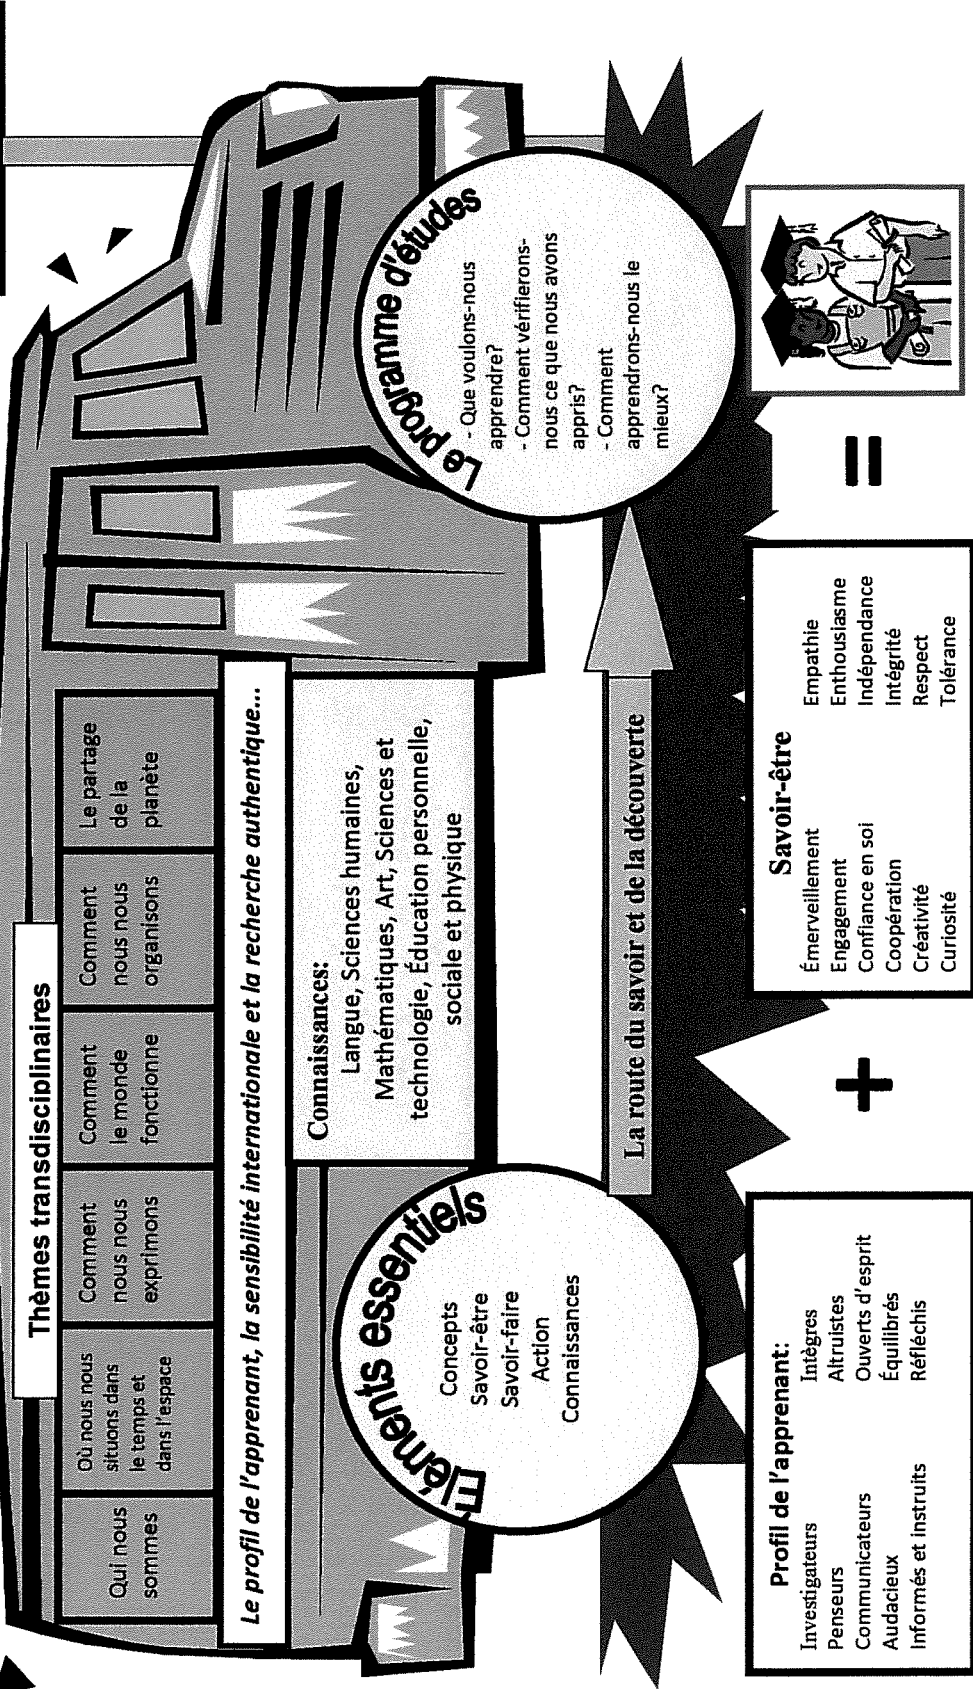 Thèmes transdisciplinaires
Qui nous
sommes
Où nous nous
situons dans
le temps et
dans l'espace
Comment
nous nous
exprimons
Comment
le monde
fonctionne
Comment
nous nous
organisons
Le partage
de la
planète
Le profil de l'apprenant, la sensibilité internationale et la recherche authentique...
Connaissances:
Langue, Sciences humaines,
Mathématiques, Art, Sciences et
technologie, Éducation personnelle,
sociale et physique
Éléments essentiels
Concepts
Savoir-être
Savoir-faire
Action
Connaissances
Le programme d'études
- Que voulons-nous
apprendre?
- Comment vérifierons-
nous ce que nous avons
appris?
- Comment
apprendrons-nous le
mieux?
La route du savoir et de la découverte
Profil de l'apprenant:
Investigateurs
Penseurs
Communicateurs
Audacieux
Informés et instruits
Intègres
Altruistes
Ouverts d'esprit
Équilibrés
Réfléchis
+
Savoir-être
Émerveillement
Engagement
Confiance en soi
Coopération
Créativité
Curiosité
Empathie
Enthousiasme
Indépendance
Intégrité
Respect
Tolérance
=